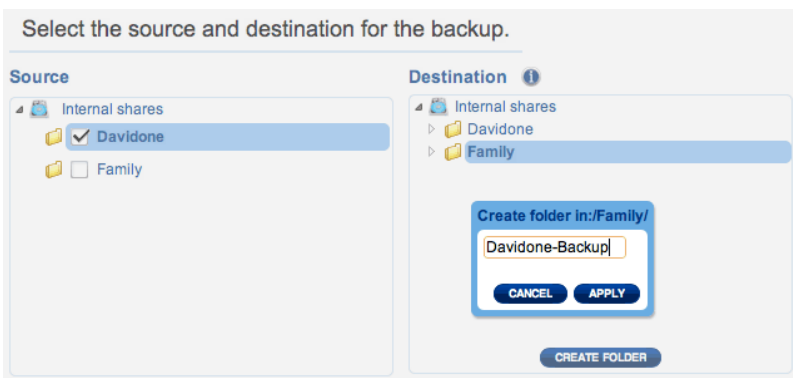 Select the source and destination for the backup.
Source
Internal shares
Davidone
Family
Destination i
Internal shares
Davidone
Family
Create folder in:/Family/
Davidone-Backup
CANCEL APPLY
CREATE FOLDER